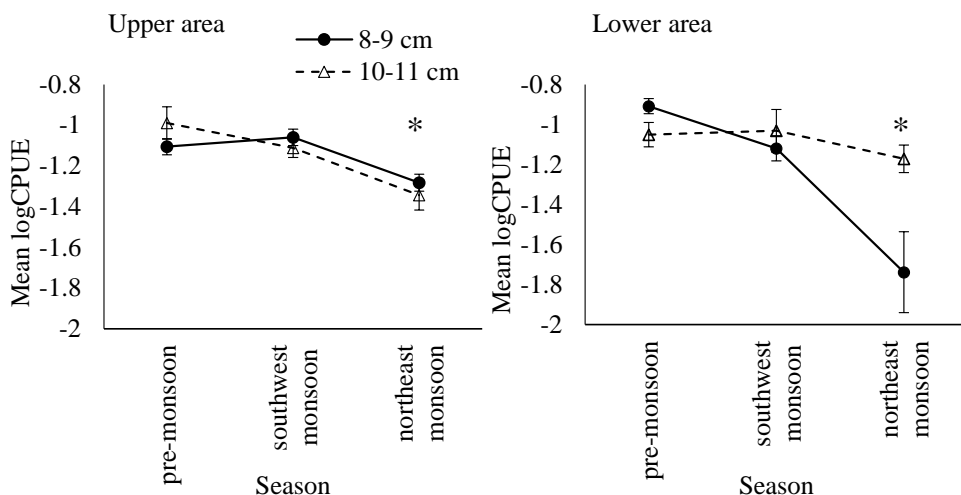 Upper area
8-9 cm
10-11 cm
Mean logCPUE
-0.8
-1
-1.2
-1.4
-1.6
-1.8
-2
*
pre-monsoon
southwest
monsoon
northeast
monsoon
Season
Lower area
Mean logCPUE
-0.8
-1
-1.2
-1.4
-1.6
-1.8
-2
*
pre-monsoon
southwest
monsoon
northeast
monsoon
Season